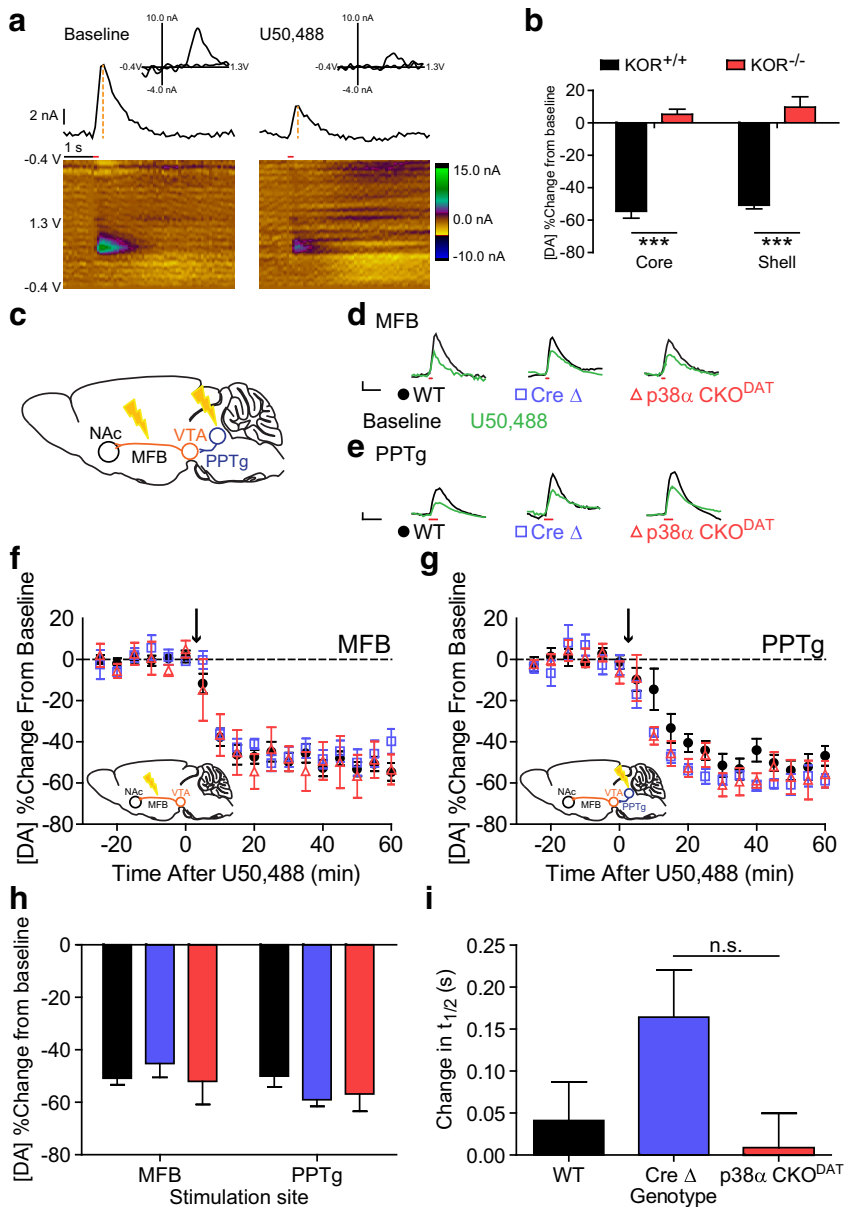 a
Baseline
10.0 nA
-0.4V
1.3V
-4.0 nA
U50,488
10.0 nA
-0.4V
1.3V
-4.0 nA
2 nA
1 s
-0.4 V
1.3 V
-0.4 V
15.0 nA
0.0 nA
-10.0 nA
b
KOR+/+
KOR-/-
[DA] %Change from baseline
20
0
-20
-40
-60
-80
***
***
Core
Shell
c
NAc
MFB
VTA
PPTg
d
MFB
WT
Cre Δ
p38α CKODAT
Baseline
U50,488
e
PPTg
WT
Cre Δ
p38α CKODAT
f
[DA] %Change From Baseline
20
0
-20
-40
-60
-80
MFB
NAc
MFB
VTA
-20
0
20
40
60
Time After U50,488 (min)
g
[DA] %Change From Baseline
20
0
-20
-40
-60
-80
PPTg
NAc
MFB
VTA
PPTg
-20
0
20
40
60
Time After U50,488 (min)
h
[DA] %Change from baseline
0
-20
-40
-60
-80
MFB
PPTg
Stimulation site
i
Change in t1/2 (s)
0.25
0.20
0.15
0.10
0.05
0.00
n.s.
WT
Cre Δ
p38α CKODAT
Genotype